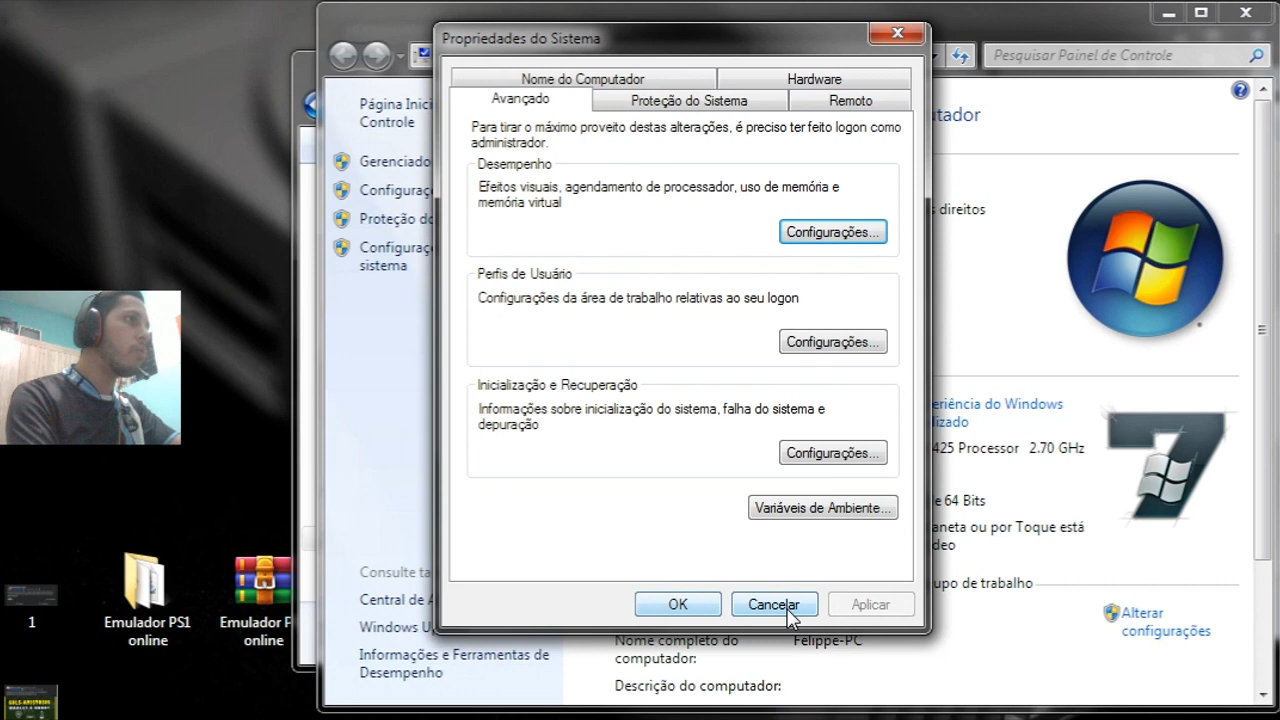 Propriedades do Sistema
Pesquisar Painel de Controle
Nome do Computador
Hardware
Avançado
Proteção do Sistema
Remoto
Para tirar o máximo proveito destas alterações, é preciso ter feito logon como
administrador.
Desempenho
Efeitos visuais, agendamento de processador, uso de memória e
memória virtual
Configurações...
Perfis de Usuário
Configurações da área de trabalho relativas ao seu logon
Configurações...
Inicialização e Recuperação
Informações sobre inicialização do sistema, falha do sistema e
depuração
Configurações...
Variáveis de Ambiente...
OK
Cancelar
Aplicar
Página Inici
Controle
Gerenciado
Configuraç
Proteção do
Configuraç
sistema
Consulte ta
Central de A
Windows U
Informações e Ferramentas de
Desempenho
utador
s direitos
eriência do Windows
lizado
425 Processor 2.70 GHz
e 64 Bits
aneta ou por Toque está
deo
upo de trabalho
Alterar
configurações
Nome completo do
computador:
Felippe-PC
Descrição do computador:
7
1
Emulador PS1
online
Emulador P
online